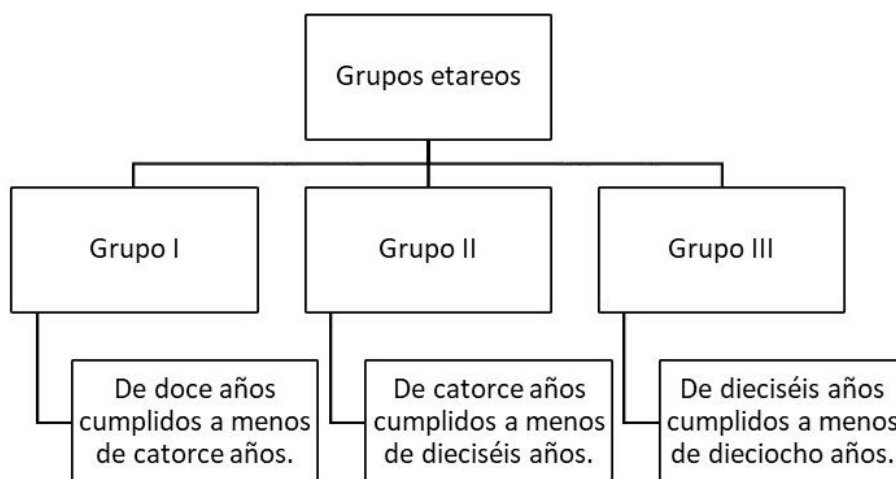 Grupos etareos
Grupo I
Grupo II
Grupo III
De doce años
cumplidos a menos
de catorce años.
De catorce años
cumplidos a menos
de dieciséis años.
De dieciséis años
cumplidos a menos
de dieciocho años.